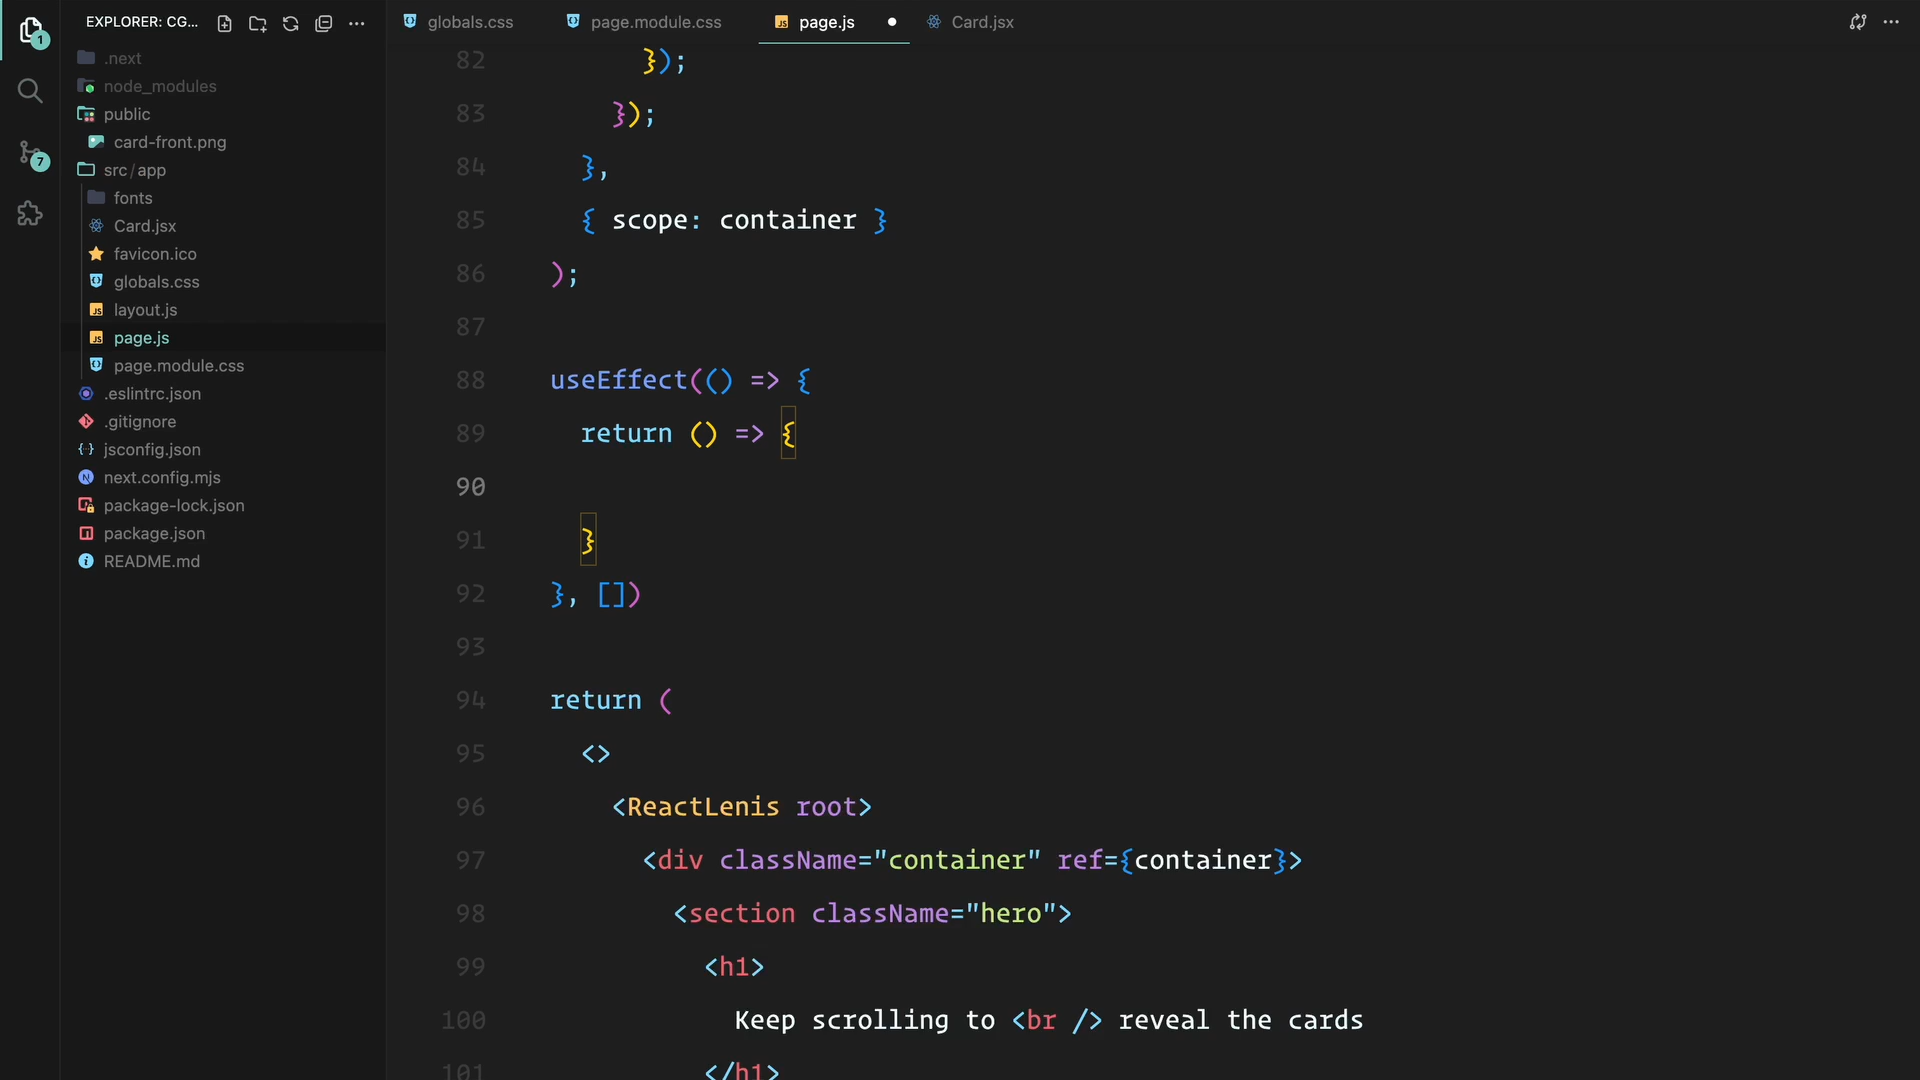 EXPLORER: CG...
.next
node_modules
public
card-front.png
src/app
fonts
Card.jsx
favicon.ico
globals.css
layout.js
page.js
page.module.css
.eslintrc.json
.gitignore
jsconfig.json
next.config.mjs
package-lock.json
package.json
README.md
1
7
globals.css
page.module.css
page.js
Card.jsx
82 });
83 });
84 },
85 { scope: container }
86 );
87
88 useEffect(() => {
89 return () => {
90
91 }
92 }, [])
93
94 return (
95 <>
96 <ReactLenis root>
97 <div className="container" ref={container}>
98 <section className="hero">
99 <h1>
100 Keep scrolling to <br /> reveal the cards
101 </h1>